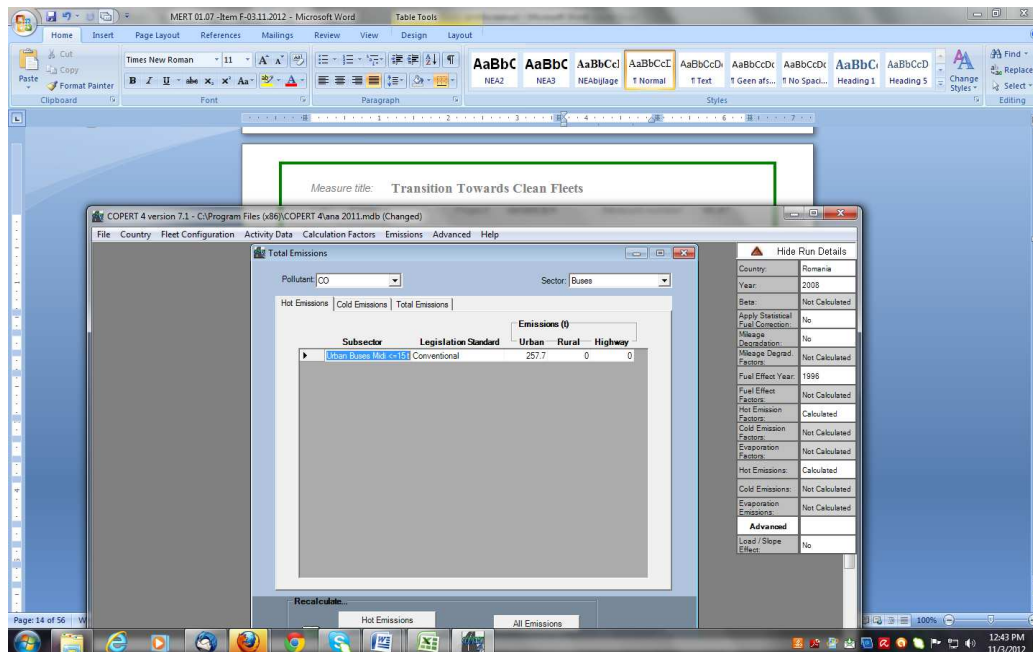 MERT 01.07 -Item F-03.11.2012 - Microsoft Word
Table Tools
Home Insert Page Layout References Mailings Review View Design Layout
Cut
Copy
Format Painter
Paste
Times New Roman 11
AaBbC AaBbC AaBbCcI AaBbCcD AaBbCcDc AaBbCcDc AaBbCcDc AaBbC AaBbCcD
NEA2 NEA3 NEAbijlage ¶ Normal ¶ Text ¶ Geen afs... ¶ No Spaci... Heading 1 Heading 5
Change Styles
Find
Replace
Select
Clipboard Font Paragraph Styles Editing
Measure title: Transition Towards Clean Fleets
COPERT 4 version 7.1 - C:\Program Files (x86)\COPERT 4\ana 2011.mdb (Changed)
File Country Fleet Configuration Activity Data Calculation Factors Emissions Advanced Help
Total Emissions
Pollutant: CO Sector: Buses
Hot Emissions Cold Emissions Total Emissions
Emissions (t)
Subsector Legislation Standard Urban Rural Highway
Urban Buses Midi <=15 t Conventional 257.7 0 0
Recalculate...
Hot Emissions All Emissions
Hide Run Details
Country: Romania
Year: 2008
Beta: Not Calculated
Apply Statistical Fuel Correction: No
Mileage Degradation: No
Mileage Degrad. Factors: Not Calculated
Fuel Effect Year: 1996
Fuel Effect Factors: Not Calculated
Hot Emission Factors: Calculated
Cold Emission Factors: Not Calculated
Evaporation Factors: Not Calculated
Hot Emissions: Calculated
Cold Emissions: Not Calculated
Evaporation Emissions: Not Calculated
Advanced
Load / Slope Effect: No
Page: 14 of 56
100%
12:43 PM
11/3/2012